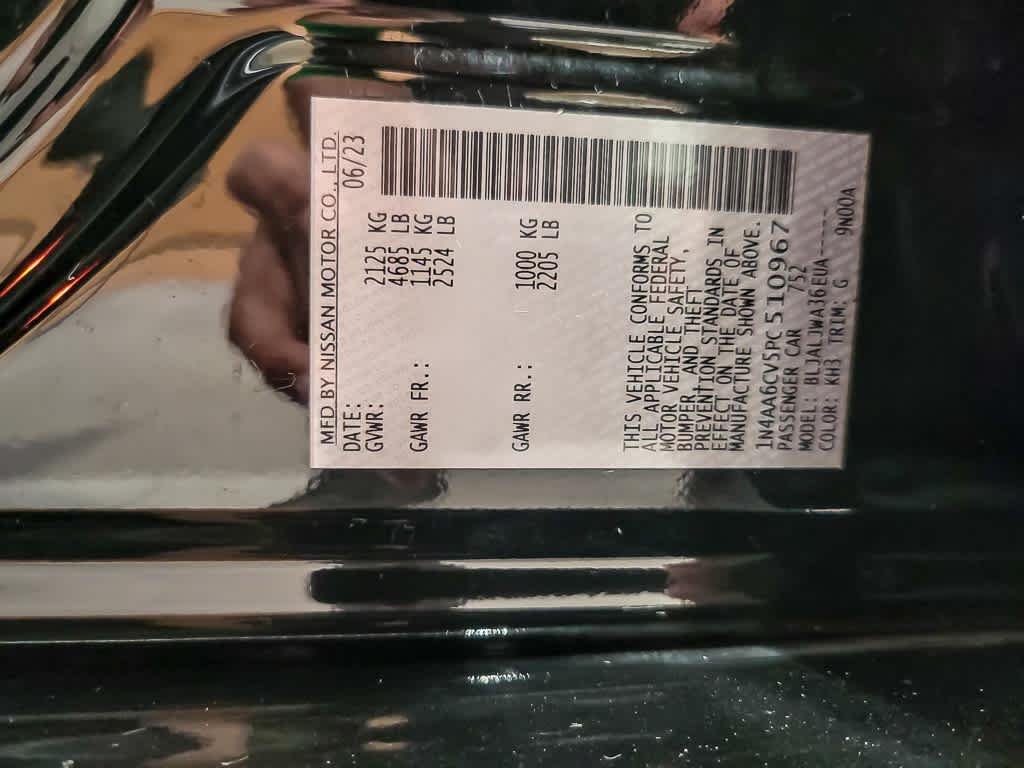 MFD BY NISSAN MOTOR CO., LTD.
DATE: 06/23
GVWR: 2125 KG
4685 LB
GAWR FR.: 1145 KG
2524 LB
GAWR RR.: 1000 KG
2205 LB
THIS VEHICLE CONFORMS TO
ALL APPLICABLE FEDERAL
MOTOR VEHICLE SAFETY,
BUMPER, AND THEFT
PREVENTION STANDARDS IN
EFFECT ON THE DATE OF
MANUFACTURE SHOWN ABOVE.
1N4AA6CV5PC510967
PASSENGER CAR /52
MODEL: BLJALJWA36EUA-----
COLOR: KH3 TRIM: G 9N00A